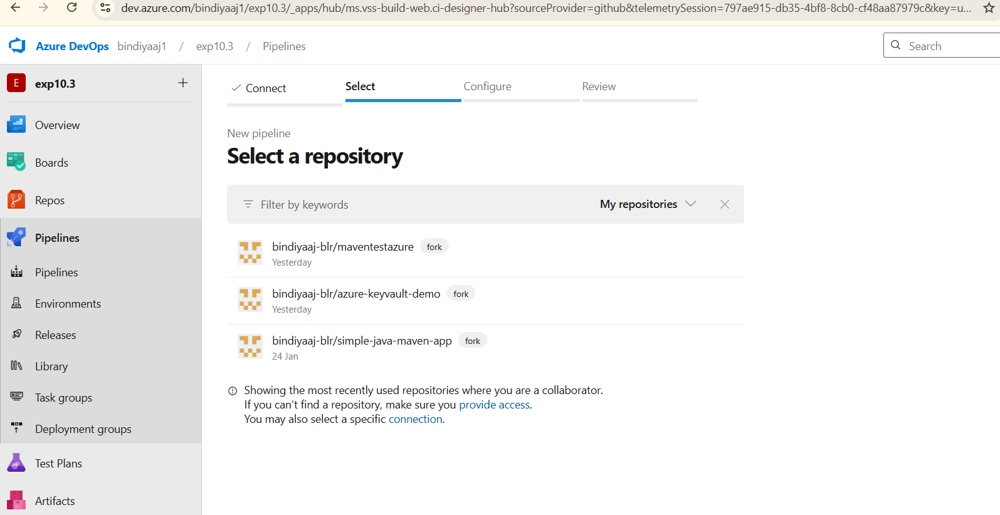 dev.azure.com/bindiyaaj1/exp10.3/_apps/hub/ms.vss-build-web.ci-designer-hub?sourceProvider=github&telemetrySession=797ae915-db35-4bf8-8cb0-cf48aa87979c&key=u...
Azure DevOps bindiyaaj1 / exp10.3 / Pipelines
Search
E exp10.3 +
Overview
Boards
Repos
Pipelines
Pipelines
Environments
Releases
Library
Task groups
Deployment groups
Test Plans
Artifacts
Connect Select Configure Review
New pipeline
Select a repository
Filter by keywords My repositories
bindiyaaj-blr/maventestazure fork
Yesterday
bindiyaaj-blr/azure-keyvault-demo fork
Yesterday
bindiyaaj-blr/simple-java-maven-app fork
24 Jan
Showing the most recently used repositories where you are a collaborator.
If you can't find a repository, make sure you provide access.
You may also select a specific connection.